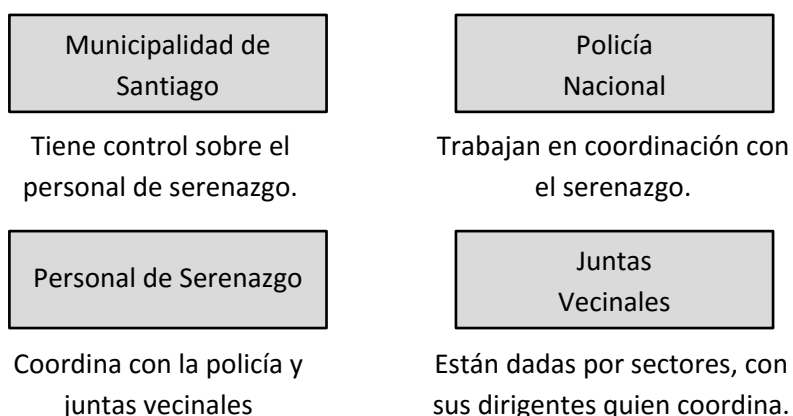 Municipalidad de
Santiago
Tiene control sobre el
personal de serenazgo.
Policía
Nacional
Trabajan en coordinación con
el serenazgo.
Personal de Serenazgo
Coordina con la policía y
juntas vecinales
Juntas
Vecinales
Están dadas por sectores, con
sus dirigentes quien coordina.